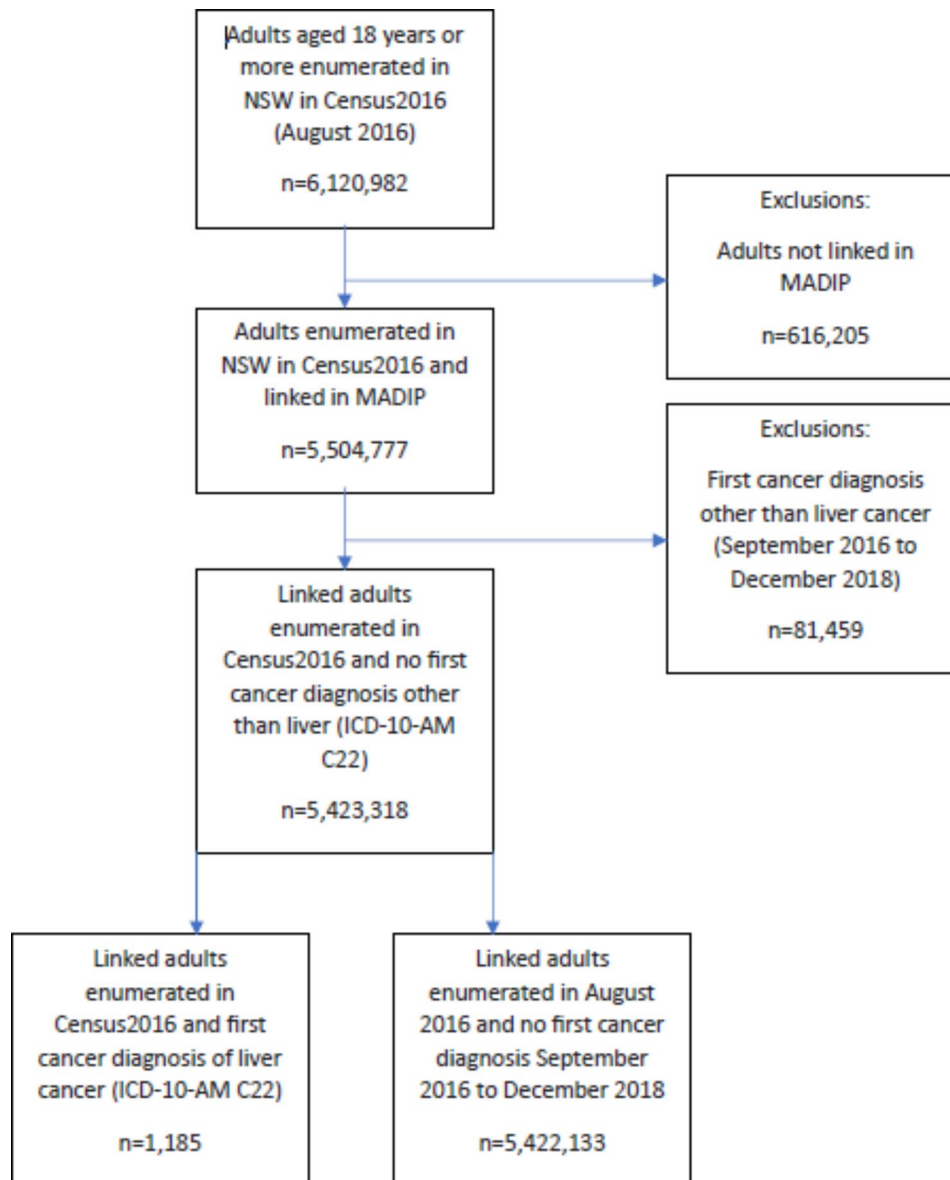 Adults aged 18 years or
more enumerated in
NSW in Census2016
(August 2016)
n=6,120,982
Exclusions:
Adults not linked in
MADIP
n=616,205
Adults enumerated in
NSW in Census2016 and
linked in MADIP
n=5,504,777
Exclusions:
First cancer diagnosis
other than liver cancer
(September 2016 to
December 2018)
n=81,459
Linked adults
enumerated in
Census2016 and no first
cancer diagnosis other
than liver (ICD-10-AM
C22)
n=5,423,318
Linked adults
enumerated in
Census2016 and first
cancer diagnosis of liver
cancer (ICD-10-AM C22)
n=1,185
Linked adults
enumerated in August
2016 and no first cancer
diagnosis September
2016 to December 2018
n=5,422,133